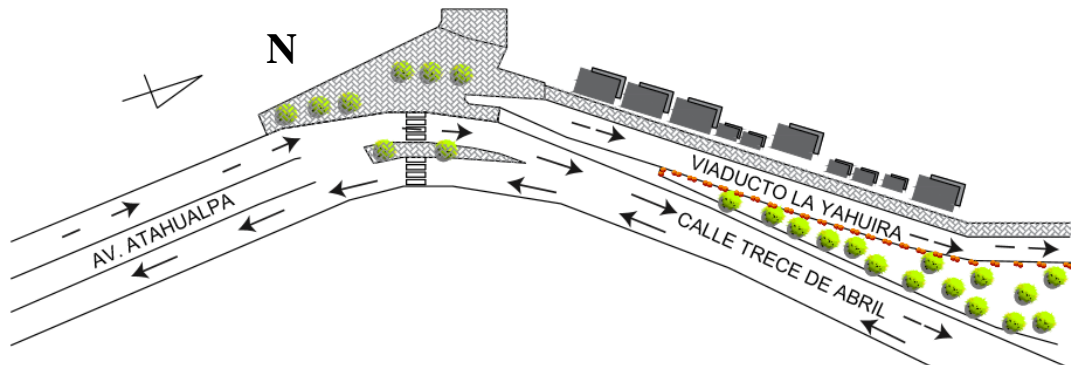 N
AV. ATAHUALPA
VIADUCTO LA YAHUIRA
CALLE TRECE DE ABRIL